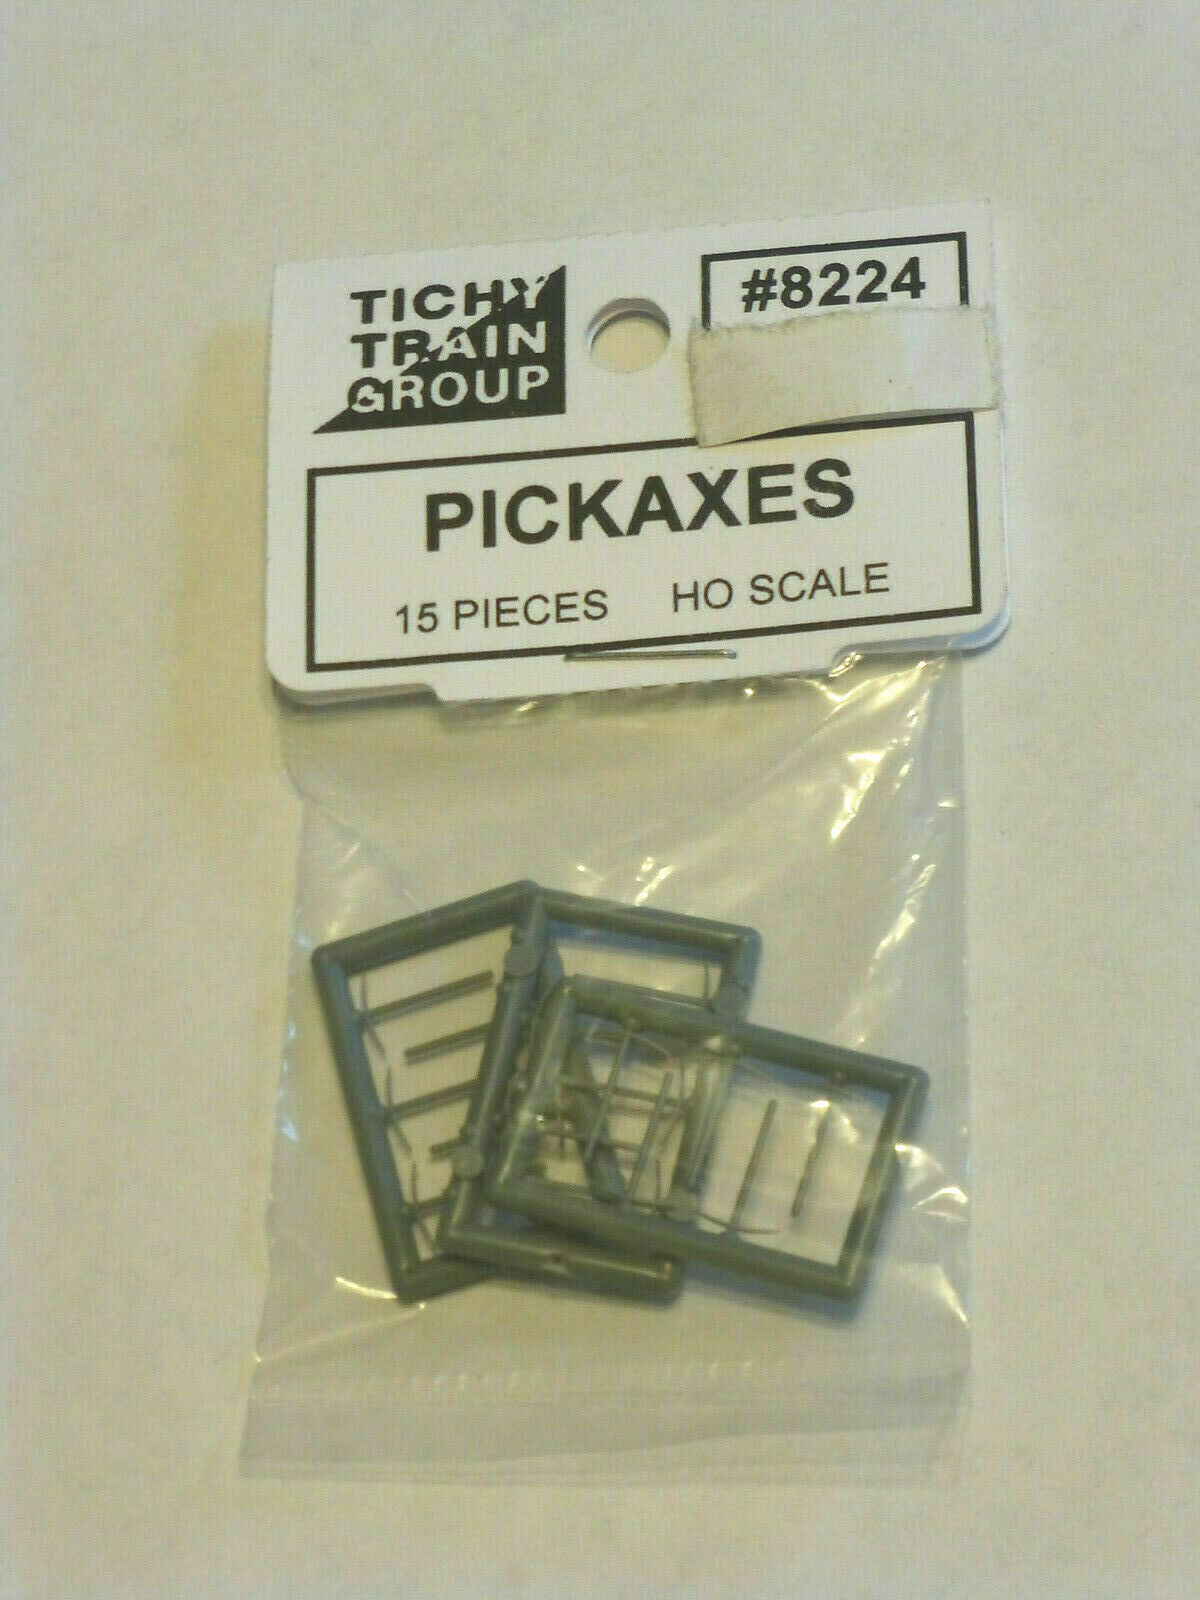 TICHY
TRAIN
GROUP
#8224
PICKAXES
15 PIECES HO SCALE